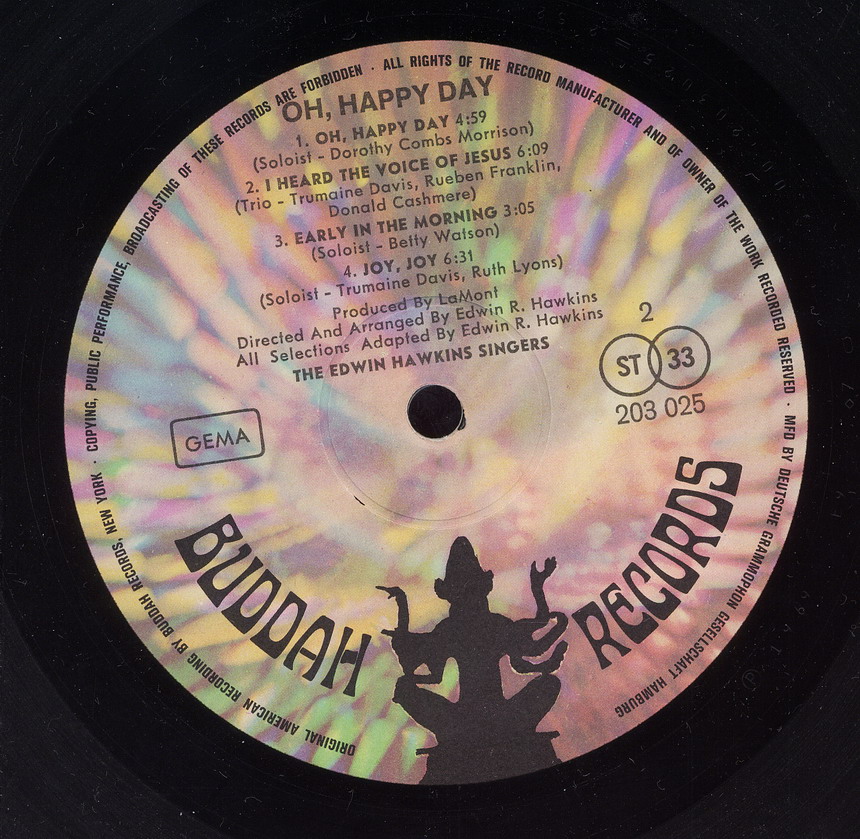 ORIGINAL AMERICAN RECORDING BY BUDDAH RECORDS, NEW YORK · COPYING, PUBLIC PERFORMANCE, BROADCASTING OF THESE RECORDS ARE FORBIDDEN · ALL RIGHTS OF THE RECORD MANUFACTURER AND OF OWNER OF THE WORK RECORDED RESERVED · MFD BY DEUTSCHE GRAMMOPHON GESELLSCHAFT HAMBURG
OH, HAPPY DAY
1. OH, HAPPY DAY 4:59
(Soloist - Dorothy Combs Morrison)
2. I HEARD THE VOICE OF JESUS 6:09
(Trio - Trumaine Davis, Rueben Franklin,
Donald Cashmere)
3. EARLY IN THE MORNING 3:05
(Soloist - Betty Watson)
4. JOY, JOY 6:31
(Soloist - Trumaine Davis, Ruth Lyons)
Produced By LaMont
Directed And Arranged By Edwin R. Hawkins
All Selections Adapted By Edwin R. Hawkins
THE EDWIN HAWKINS SINGERS
2
ST 33
203 025
GEMA
BUDDAH RECORDS